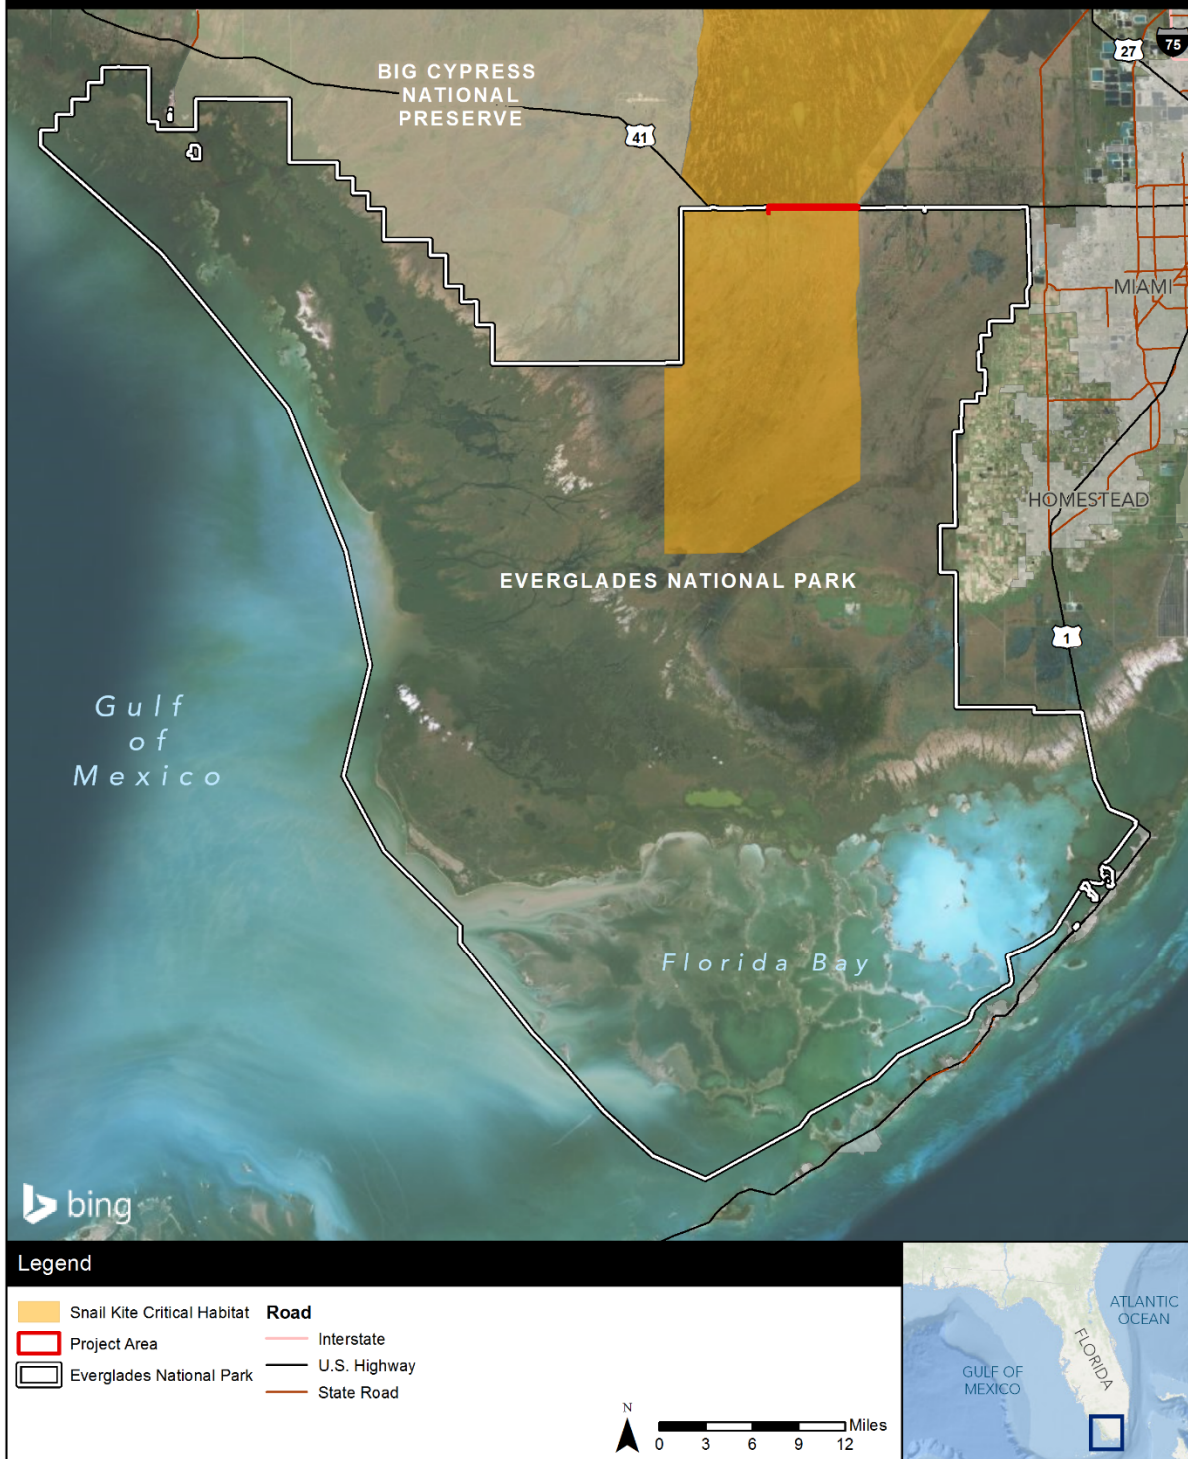 BIG CYPRESS
NATIONAL
PRESERVE
41
27
75
MIAMI
HOMESTEAD
EVERGLADES NATIONAL PARK
1
Gulf
of
Mexico
Florida Bay
bing
Legend
Snail Kite Critical Habitat
Project Area
Everglades National Park
Road
Interstate
U.S. Highway
State Road
N
Miles
0 3 6 9 12
ATLANTIC
OCEAN
FLORIDA
GULF OF
MEXICO